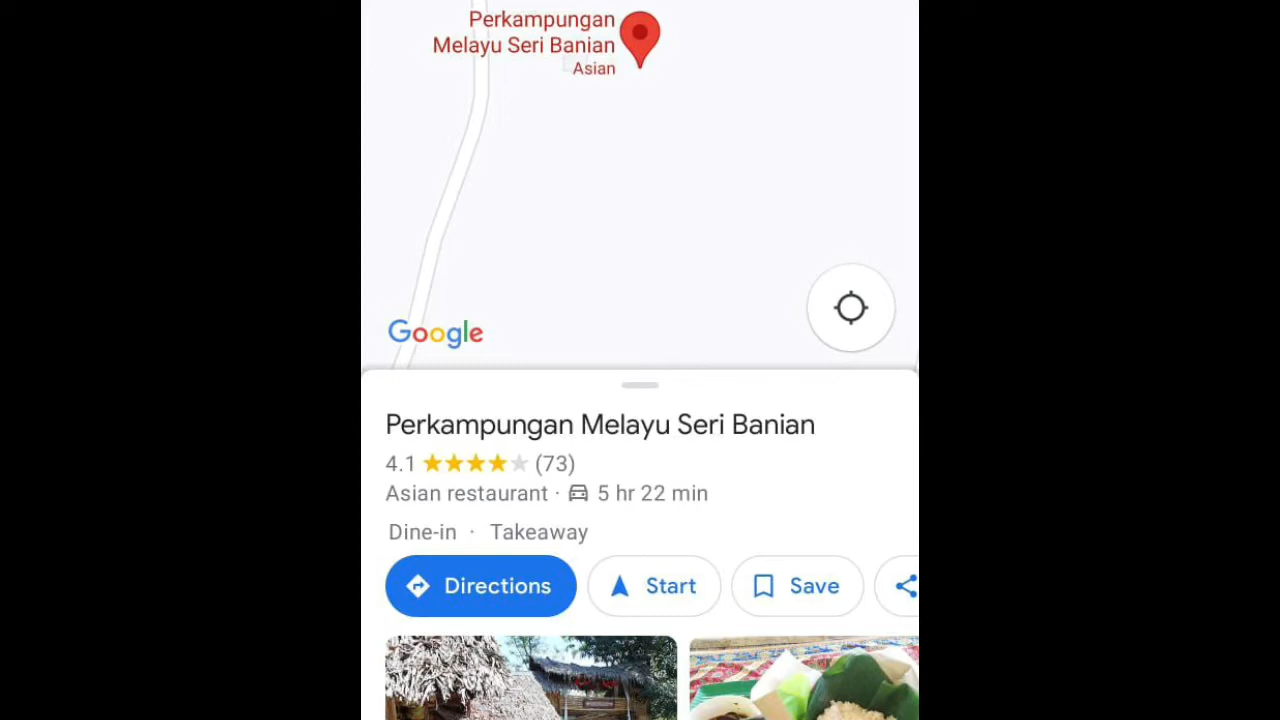 Perkampungan
Melayu Seri Banian
Asian
Google
Perkampungan Melayu Seri Banian
4.1 (73)
Asian restaurant · 5 hr 22 min
Dine-in · Takeaway
Directions Start Save